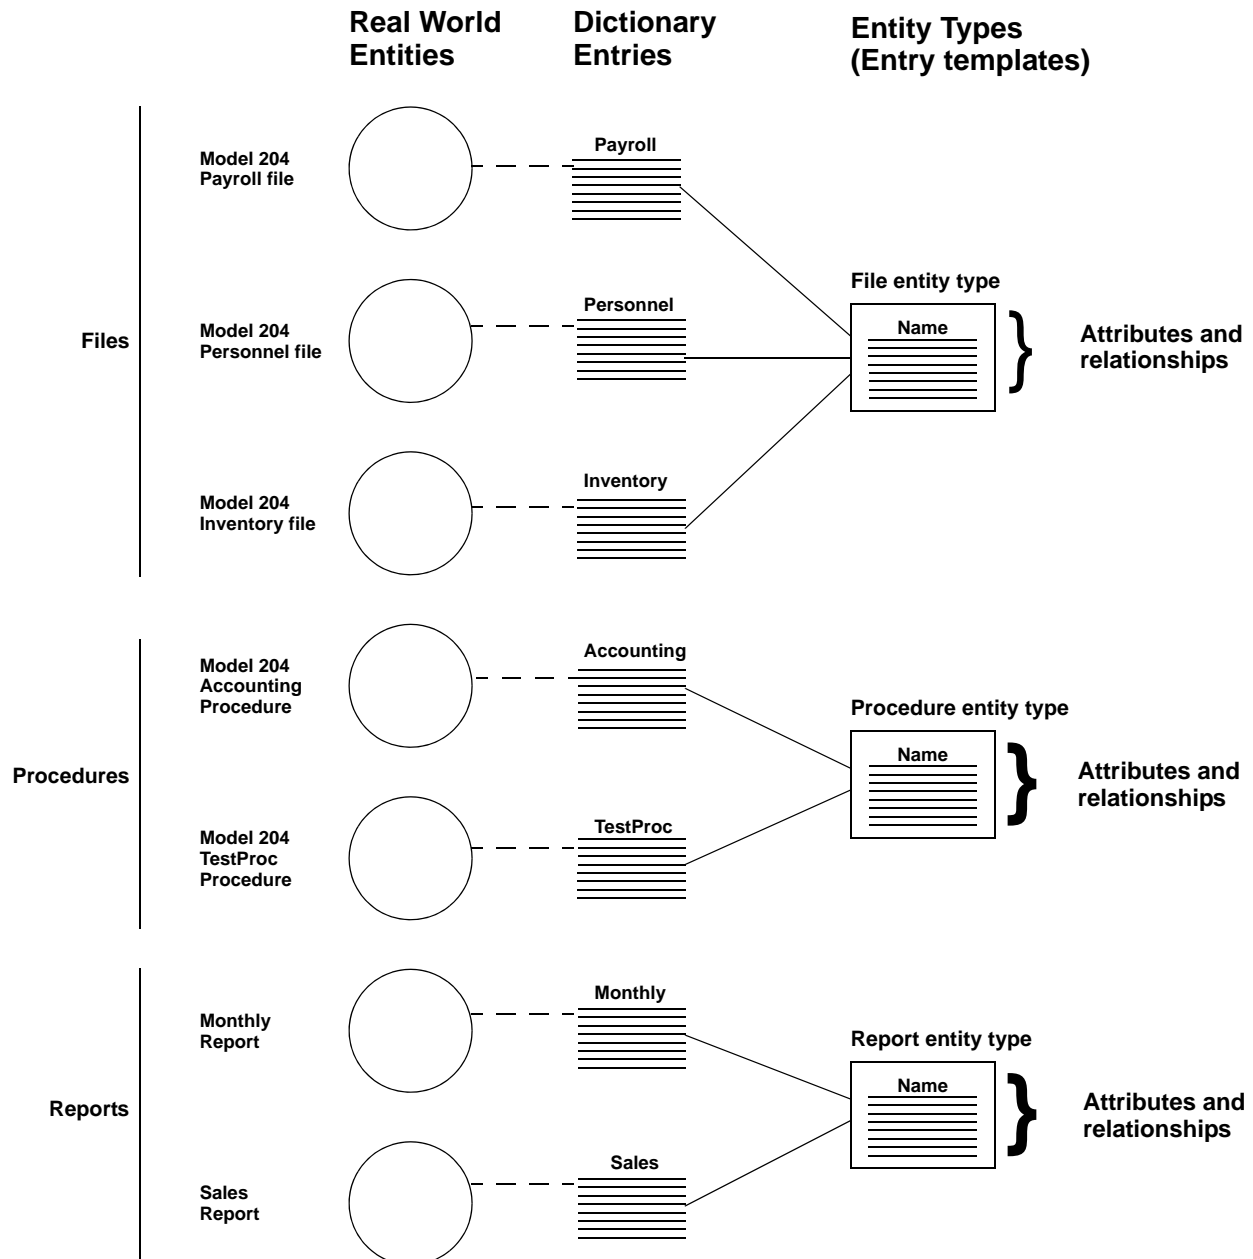 Real World
Entities
Dictionary
Entries
Entity Types
(Entry templates)
Files
Model 204
Payroll file
Payroll
Model 204
Personnel file
Personnel
Model 204
Inventory file
Inventory
File entity type
Name
}
Attributes and
relationships
Procedures
Model 204
Accounting
Procedure
Accounting
Model 204
TestProc
Procedure
TestProc
Procedure entity type
Name
}
Attributes and
relationships
Reports
Monthly
Report
Monthly
Sales
Report
Sales
Report entity type
Name
}
Attributes and
relationships